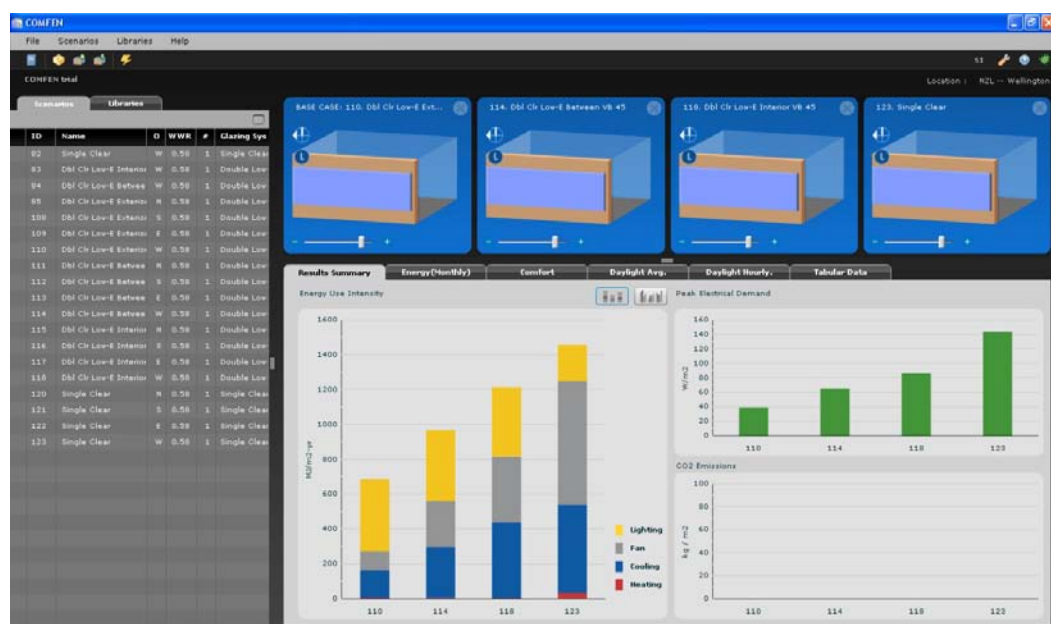 COMFEN
File Scenarios Libraries Help
SI
COMFEN trial
Location : NZL -- Wellington
Scenarios Libraries
ID Name O WWR # Glazing Sys
82 Single Clear W 0.58 1 Single Clear
83 Dbl Clr Low-E Interior W 0.58 1 Double Low-
84 Dbl Clr Low-E Betwee W 0.58 1 Double Low-
85 Dbl Clr Low-E Exterior N 0.58 1 Double Low-
108 Dbl Clr Low-E Exterior S 0.58 1 Double Low-
109 Dbl Clr Low-E Exterior E 0.58 1 Double Low-
110 Dbl Clr Low-E Exterior W 0.58 1 Double Low-
111 Dbl Clr Low-E Betwee N 0.58 1 Double Low-
112 Dbl Clr Low-E Betwee S 0.58 1 Double Low-
113 Dbl Clr Low-E Betwee E 0.58 1 Double Low-
114 Dbl Clr Low-E Betwee W 0.58 1 Double Low-
115 Dbl Clr Low-E Interior N 0.58 1 Double Low-
116 Dbl Clr Low-E Interior S 0.58 1 Double Low-
117 Dbl Clr Low-E Interior E 0.58 1 Double Low-
118 Dbl Clr Low-E Interior W 0.58 1 Double Low-
120 Single Clear N 0.58 1 Single Clear
121 Single Clear S 0.58 1 Single Clear
122 Single Clear E 0.58 1 Single Clear
123 Single Clear W 0.58 1 Single Clear
BASE CASE: 110. Dbl Clr Low-E Ext...
L
- +
114. Dbl Clr Low-E Between VB 45
L
- +
118. Dbl Clr Low-E Interior VB 45
L
- +
123. Single Clear
L
- +
Results Summary Energy(Monthly) Comfort Daylight Avg. Daylight Hourly. Tabular Data
Energy Use Intensity
MJ/m2-yr
1600
1400
1200
1000
800
600
400
200
0
110 114 118 123
Lighting
Fan
Cooling
Heating
Peak Electrical Demand
W/m2
160
140
120
100
80
60
40
20
0
110 114 118 123
CO2 Emissions
kg / m2
100
80
60
40
20
0
110 114 118 123